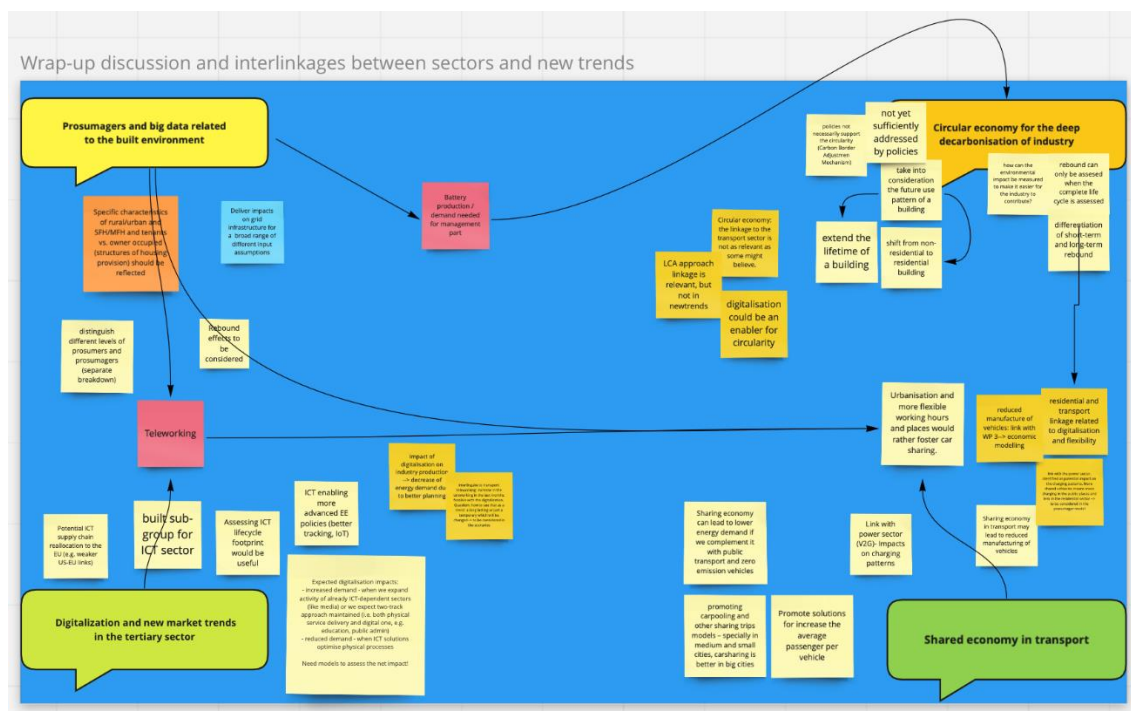 Wrap-up discussion and interlinkages between sectors and new trends
Prosumagers and big data related
to the built environment
Specific characteristics
of rural/urban and
SFH/MFH and tenants
vs. owner occupied
(structures of housing
provision) should be
reflected
Deliver impacts
on grid
infrastructure for
a broad range of
different input
assumptions
Battery
production /
demand needed
for management
part
distinguish
different levels of
prosumers and
prosumagers
(separate
breakdown)
Rebound
effects to
be
considered
Teleworking
Circular economy for the deep
decarbonisation of industry
policies not
necessarily support
the circularity
(Carbon Border
Adjustmen
Mechanism)
not yet
sufficiently
addressed
by policies
take into
consideration
the future use
pattern of a
building
extend the
lifetime of
a building
shift from non-
residential to
residential
building
how can the
environmental
impact be measured
to make it easier for
the industry to
contribute?
rebound can
only be assesed
when the
complete life
cycle is assessed
differentiation
of short-term
and long-term
rebound
Circular economy:
the linkage to the
transport sector is
not as relevant as
some might
believe.
LCA approach
linkage is
relevant, but
not in
newtrends
digitalisation
could be an
enabler for
circularity
Urbanisation and
more flexible
working hours
and places would
rather foster car
sharing.
reduced
manufacture of
vehicles: link with
WP 3--> economic
modelling
residential and
transport
linkage related
to digitalisation
and flexibility
Impact of
digitalisation on
industry production
--> decrease of
energy demand due
to better planning
Potential ICT
supply chain
reallocation to the
EU (e.g. weaker
US-EU links)
built sub-
group for
ICT sector
Assessing ICT
lifecycle
footprint
would be
useful
ICT enabling
more
advanced EE
policies (better
tracking, IoT)
Expected digitalisation impacts:
- increased demand - when we expand
activity of already ICT-dependent sectors
(like media) or we expect two-track
approach maintained (i.e. both physical
service delivery and digital one, e.g.
education, public admin)
- reduced demand - when ICT solutions
optimise physical processes
Need models to assess the net impact!
Digitalization and new market trends
in the tertiary sector
Sharing economy
can lead to lower
energy demand if
we complement it
with public
transport and zero
emission vehicles
Link with
power sector
(V2G)- impacts
on charging
patterns
Sharing economy
in transport may
lead to reduced
manufacturing of
vehicles
promoting
carpooling and
other sharing trips
models – specially in
medium and small
cities, carsharing is
better in big cities
Promote solutions
for increase the
average
passenger per
vehicle
Shared economy in transport